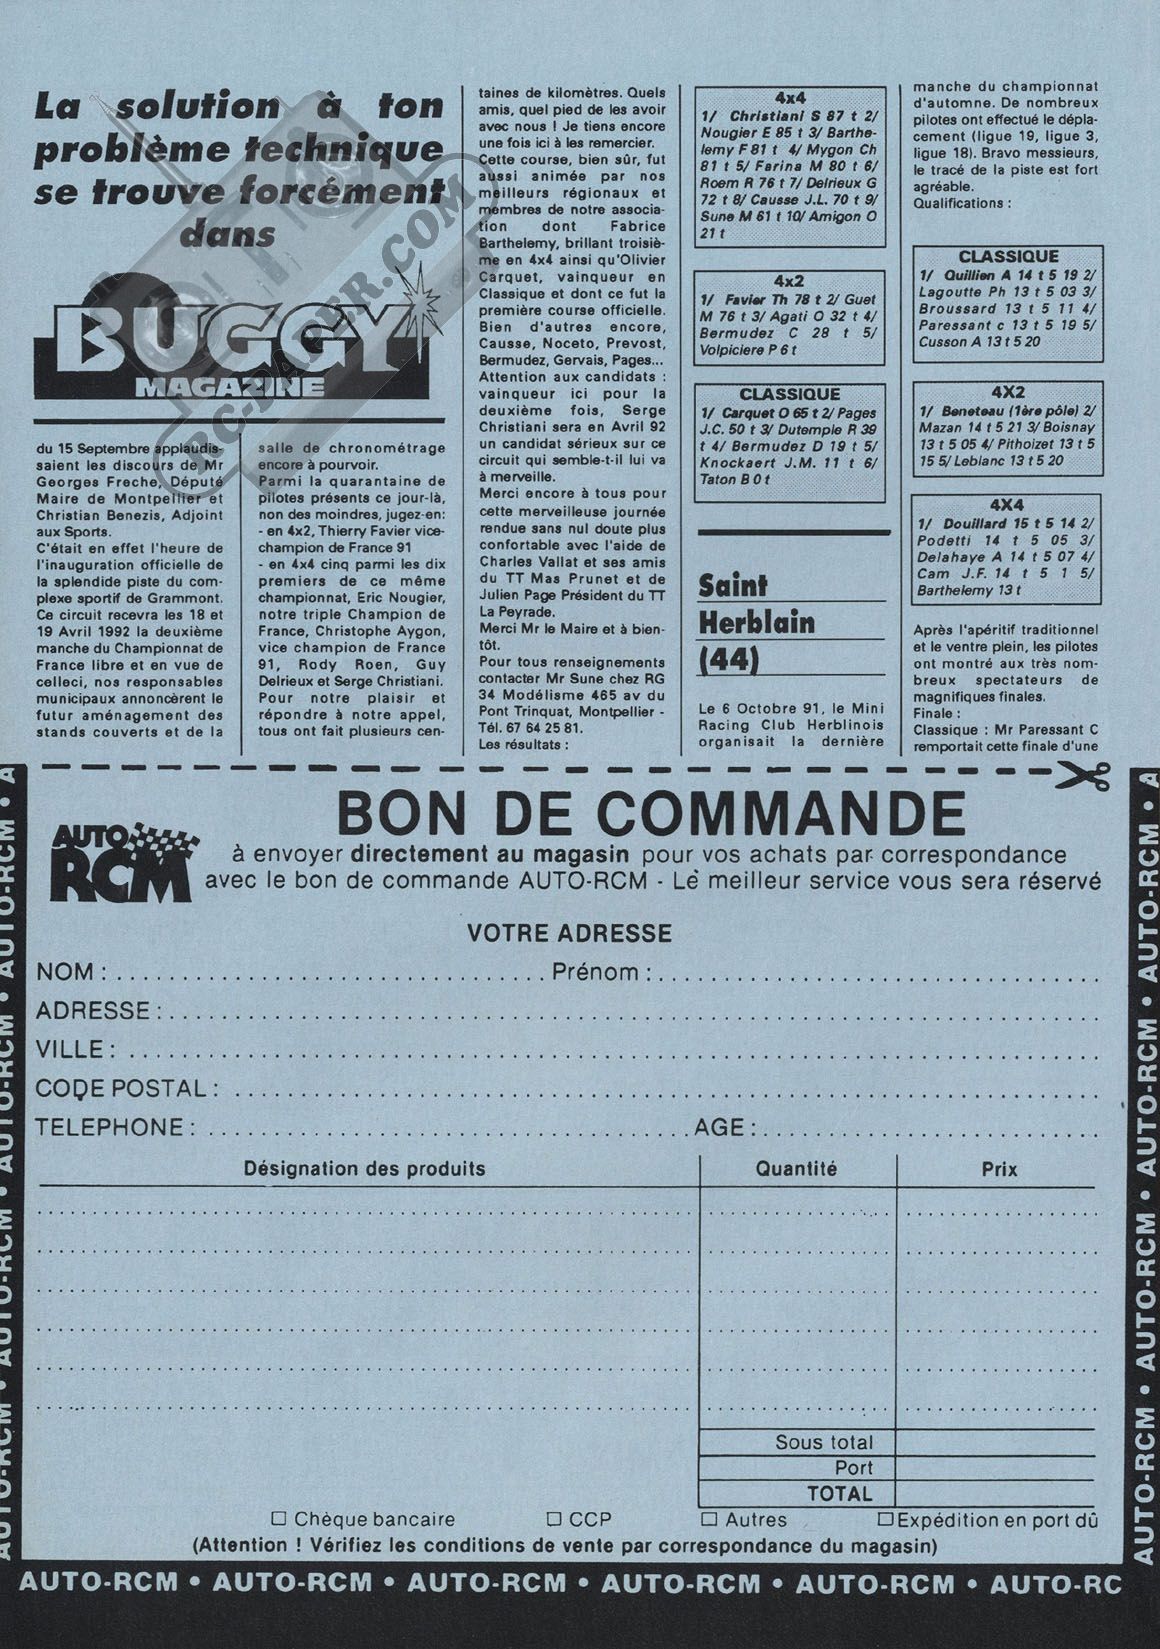 La solution à ton
problème technique
se trouve forcément
dans
BUGGY
MAGAZINE
RC-PAPER.COM
du 15 Septembre applaudis-
saient les discours de Mr
Georges Freche, Député
Maire de Montpellier et
Christian Benezis, Adjoint
aux Sports.
C'était en effet l'heure de
l'inauguration officielle de
la splendide piste du com-
plexe sportif de Grammont.
Ce circuit recevra les 18 et
19 Avril 1992 la deuxième
manche du Championnat de
France libre et en vue de
celleci, nos responsables
municipaux annoncèrent le
futur aménagement des
stands couverts et de la
salle de chronométrage
encore à pourvoir.
Parmi la quarantaine de
pilotes présents ce jour-là,
non des moindres, jugez-en:
- en 4x2, Thierry Favier vice-
champion de France 91
- en 4x4 cinq parmi les dix
premiers de ce même
championnat, Eric Nougier,
notre triple Champion de
France, Christophe Aygon,
vice champion de France
91, Rody Roen, Guy
Delrieux et Serge Christiani.
Pour notre plaisir et
répondre à notre appel,
tous ont fait plusieurs cen-
taines de kilomètres. Quels
amis, quel pied de les avoir
avec nous ! Je tiens encore
une fois ici à les remercier.
Cette course, bien sûr, fut
aussi animée par nos
meilleurs régionaux et
membres de notre associa-
tion dont Fabrice
Barthelemy, brillant troisiè-
me en 4x4 ainsi qu'Olivier
Carquet, vainqueur en
Classique et dont ce fut la
première course officielle.
Bien d'autres encore,
Causse, Noceto, Prevost,
Bermudez, Gervais, Pages...
Attention aux candidats :
vainqueur ici pour la
deuxième fois, Serge
Christiani sera en Avril 92
un candidat sérieux sur ce
circuit qui semble-t-il lui va
à merveille.
Merci encore à tous pour
cette merveilleuse journée
rendue sans nul doute plus
confortable avec l'aide de
Charles Vallat et ses amis
du TT Mas Prunet et de
Julien Page Président du TT
La Peyrade.
Merci Mr le Maire et à bien-
tôt.
Pour tous renseignements
contacter Mr Sune chez RG
34 Modélisme 465 av du
Pont Trinquat, Montpellier -
Tél. 67 64 25 81.
Les résultats :
4x4
1/ Christiani S 87 t 2/
Nougier E 85 t 3/ Barthe-
lemy F 81 t 4/ Mygon Ch
81 t 5/ Farina M 80 t 6/
Roem R 76 t 7/ Delrieux G
72 t 8/ Causse J.L. 70 t 9/
Sune M 61 t 10/ Amigon O
21 t
4x2
1/ Favier Th 78 t 2/ Guet
M 76 t 3/ Agati O 32 t 4/
Bermudez C 28 t 5/
Volpiciere P 6 t
CLASSIQUE
1/ Carquet O 65 t 2/ Pages
J.C. 50 t 3/ Dutemple R 39
t 4/ Bermudez D 19 t 5/
Knockaert J.M. 11 t 6/
Taton B 0 t
Saint
Herblain
(44)
Le 6 Octobre 91, le Mini
Racing Club Herblinois
organisait la dernière
manche du championnat
d'automne. De nombreux
pilotes ont effectué le dépla-
cement (ligue 19, ligue 3,
ligue 18). Bravo messieurs,
le tracé de la piste est fort
agréable.
Qualifications :
CLASSIQUE
1/ Quillien A 14 t 5 19 2/
Lagoutte Ph 13 t 5 03 3/
Broussard 13 t 5 11 4/
Paressant c 13 t 5 19 5/
Cusson A 13 t 5 20
4X2
1/ Beneteau (1ère pôle) 2/
Mazan 14 t 5 21 3/ Boisnay
13 t 5 05 4/ Pithoizet 13 t 5
15 5/ Leblanc 13 t 5 20
4X4
1/ Douillard 15 t 5 14 2/
Podetti 14 t 5 05 3/
Delahaye A 14 t 5 07 4/
Cam J.F. 14 t 5 1 5/
Barthelemy 13 t
Après l'apéritif traditionnel
et le ventre plein, les pilotes
ont montré aux très nom-
breux spectateurs de
magnifiques finales.
Finale :
Classique : Mr Paressant C
remportait cette finale d'une
BON DE COMMANDE
AUTO
RCM
à envoyer directement au magasin pour vos achats par correspondance
avec le bon de commande AUTO-RCM - Le meilleur service vous sera réservé
VOTRE ADRESSE
NOM : Prénom :
ADRESSE :
VILLE :
CODE POSTAL :
TELEPHONE : AGE :
Désignation des produits Quantité Prix
Sous total
Port
TOTAL
☐ Chèque bancaire ☐ CCP ☐ Autres ☐ Expédition en port dû
(Attention ! Vérifiez les conditions de vente par correspondance du magasin)
AUTO-RCM • AUTO-RCM • AUTO-RCM • AUTO-RCM • A
AUTO-RCM • AUTO-RCM • AUTO-RCM • AUTO-RCM • A
AUTO-RCM • AUTO-RCM • AUTO-RCM • AUTO-RCM • AUTO-RCM • AUTO-RC